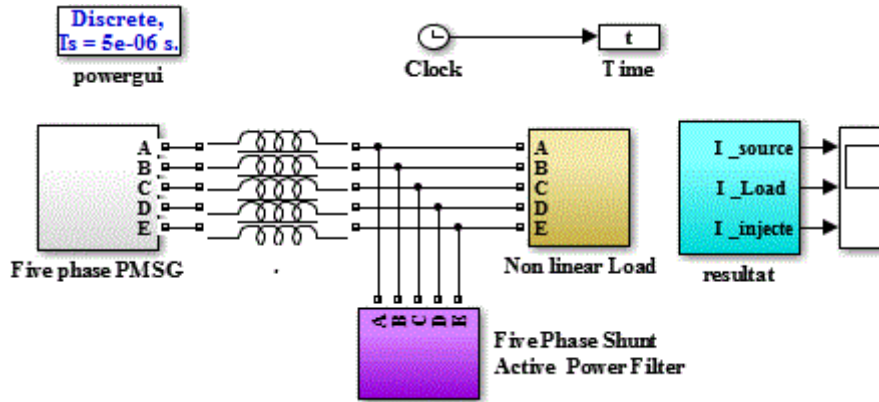 Discrete,
Ts = 5e-06 s.
powergui
Clock
t
Time
A
B
C
D
E
Five phase PMSG
A
B
C
D
E
Non linear Load
I _source
I _Load
I _injecte
resultat
A B C D E
Five Phase Shunt
Active Power Filter